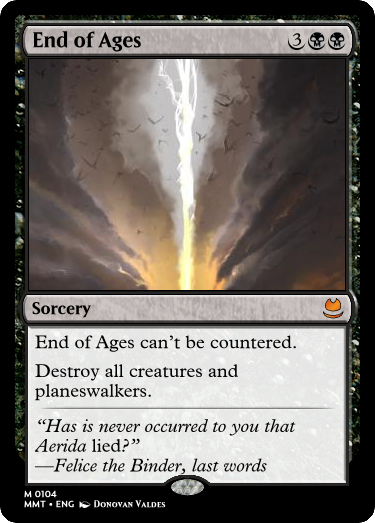 End of Ages 3
Sorcery
End of Ages can't be countered.
Destroy all creatures and
planeswalkers.
“Has is never occurred to you that
Aerida lied?”
—Felice the Binder, last words
M 0104
MMT • ENG Donovan Valdes